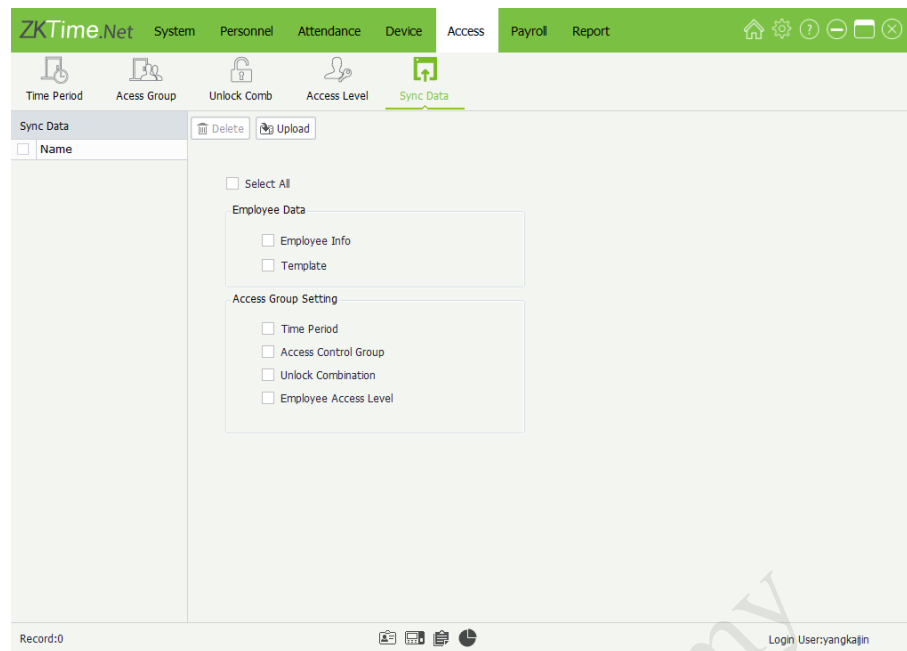 ZKTime.Net System Personnel Attendance Device Access Payroll Report
Time Period Acess Group Unlock Comb Access Level Sync Data
Sync Data Delete Upload
Name
Select All
Employee Data
Employee Info
Template
Access Group Setting
Time Period
Access Control Group
Unlock Combination
Employee Access Level
Record:0 Login User:yangkaijin
my